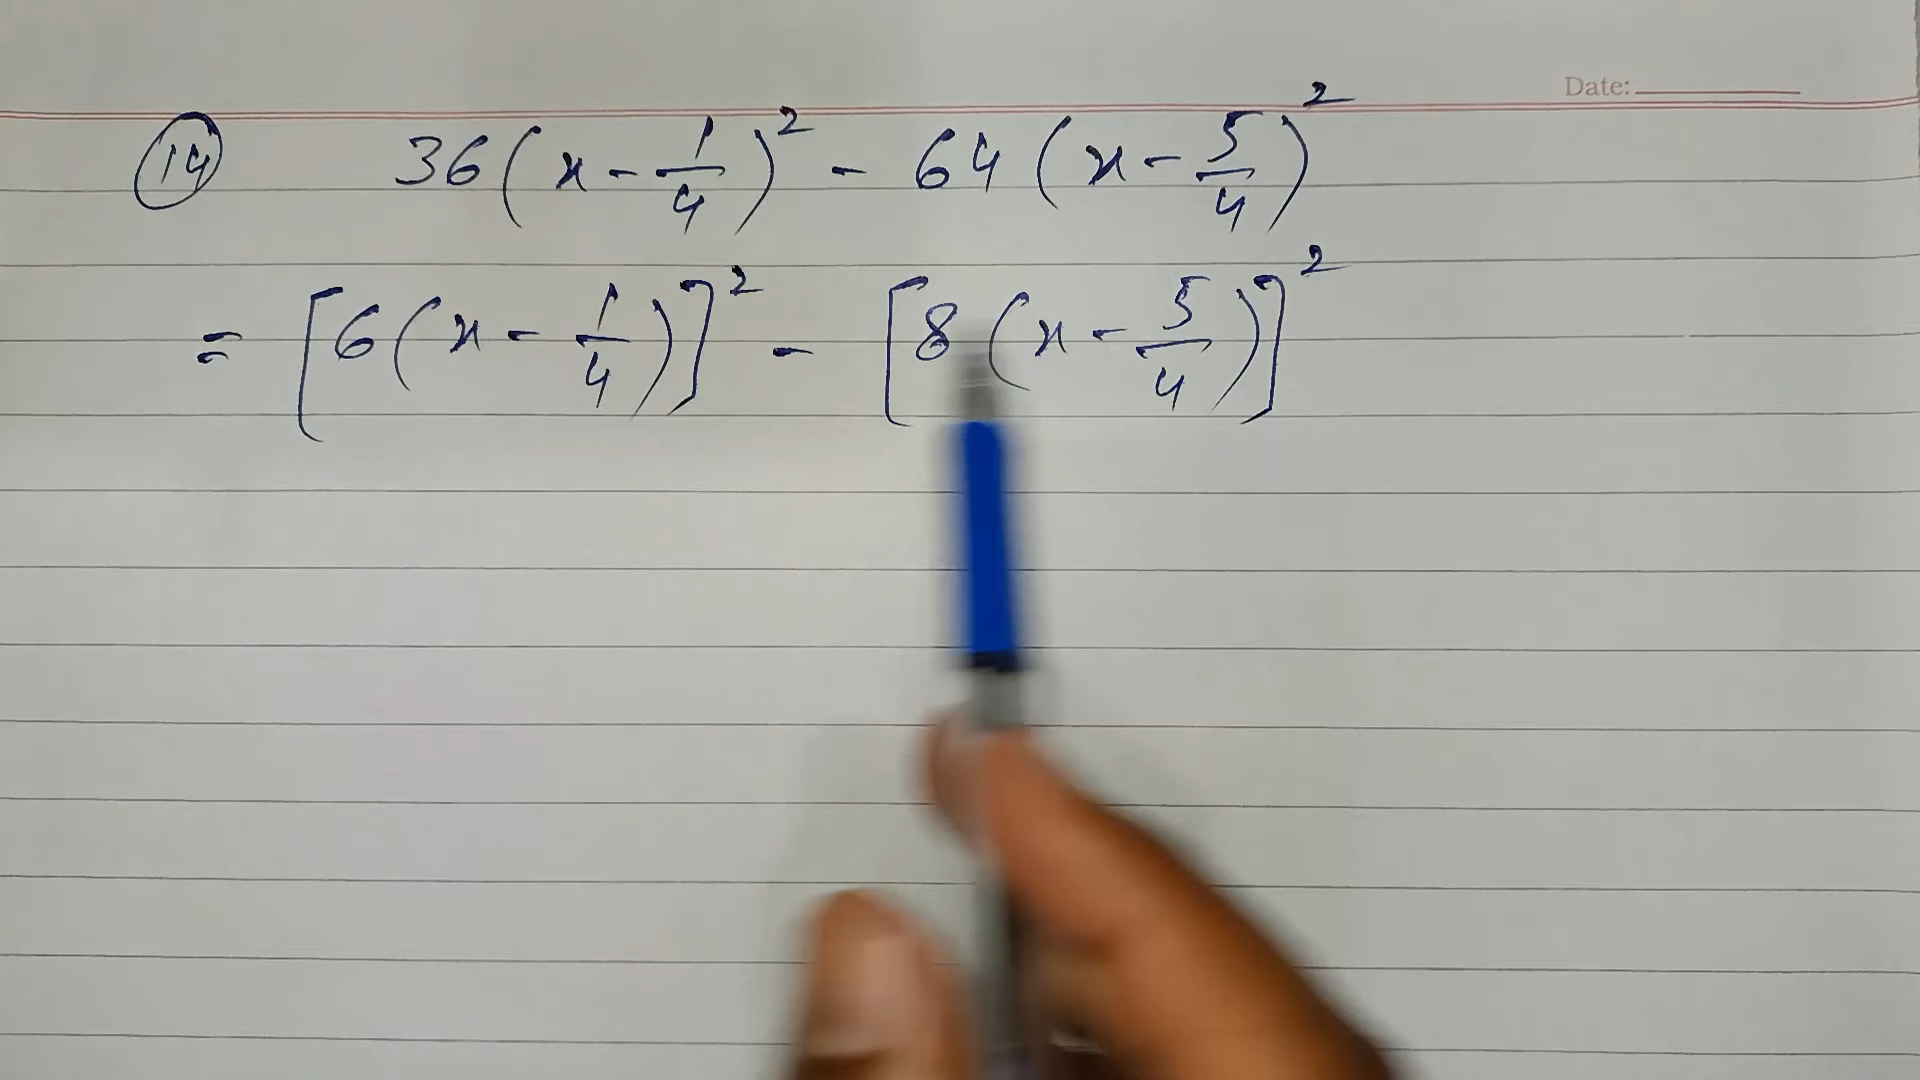 Date:
(14) 36(x - 1/4)² - 64(x - 5/4)²
= [6(x - 1/4)]² - [8(x - 5/4)]²